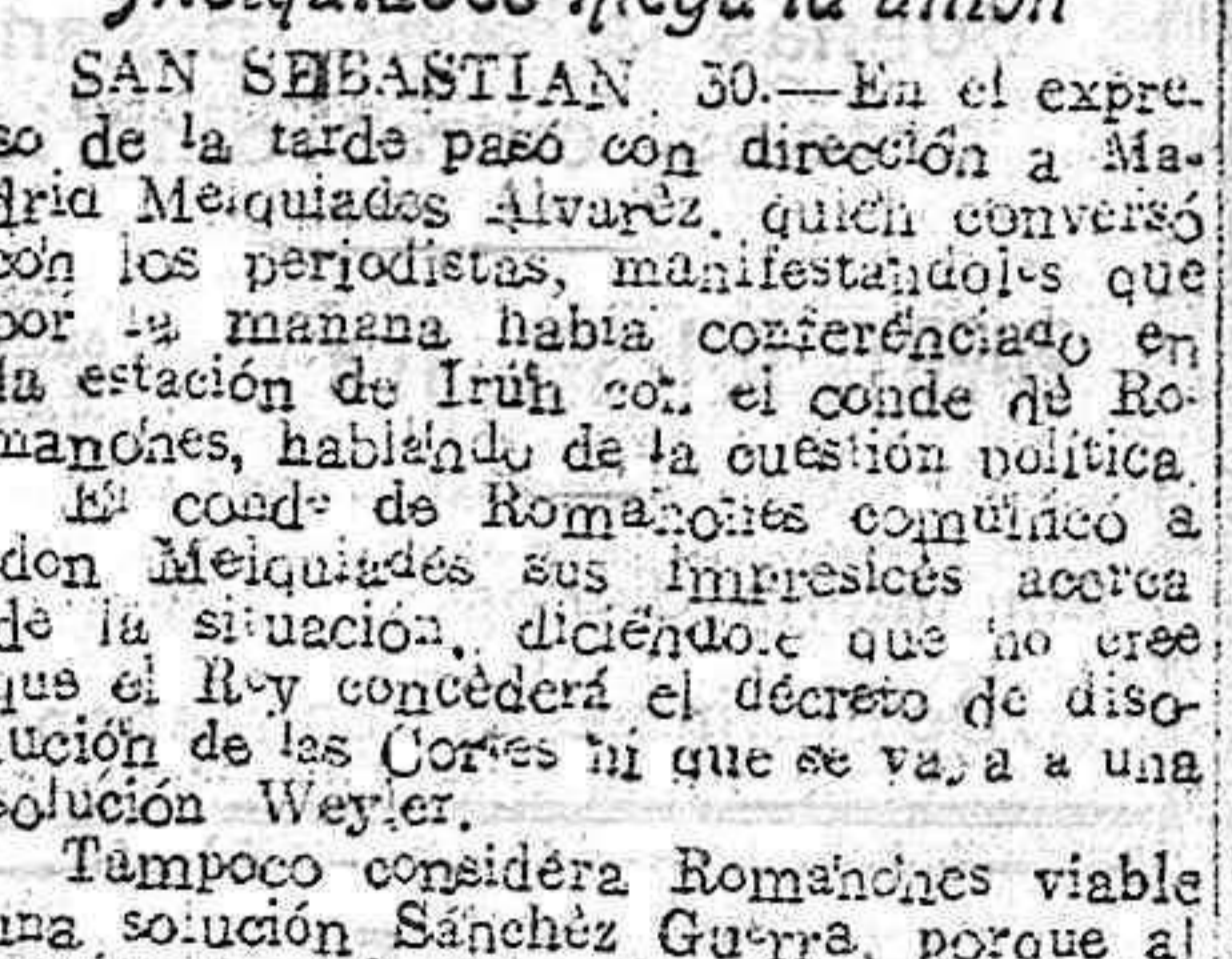 niega la unión
SAN SEBASTIAN 30.—En el expre-
so de la tarde pasó con dirección a Ma-
drid Melquiades Alvarez, quien conversó
con los periodistas, manifestándoles que
por la mañana había conferenciado en
la estación de Irún con el conde de Ro-
manones, hablando de la cuestión política.
El conde de Romanones comunicó a
don Melquiades sus impresices acerca
de la situación, diciéndole que no cree
que el Rey concederá el decreto de diso-
lución de las Cortes ni que se vaya a una
solución Weyler.
Tampoco considera Romanones viable
una solución Sánchez Guerra, porque al